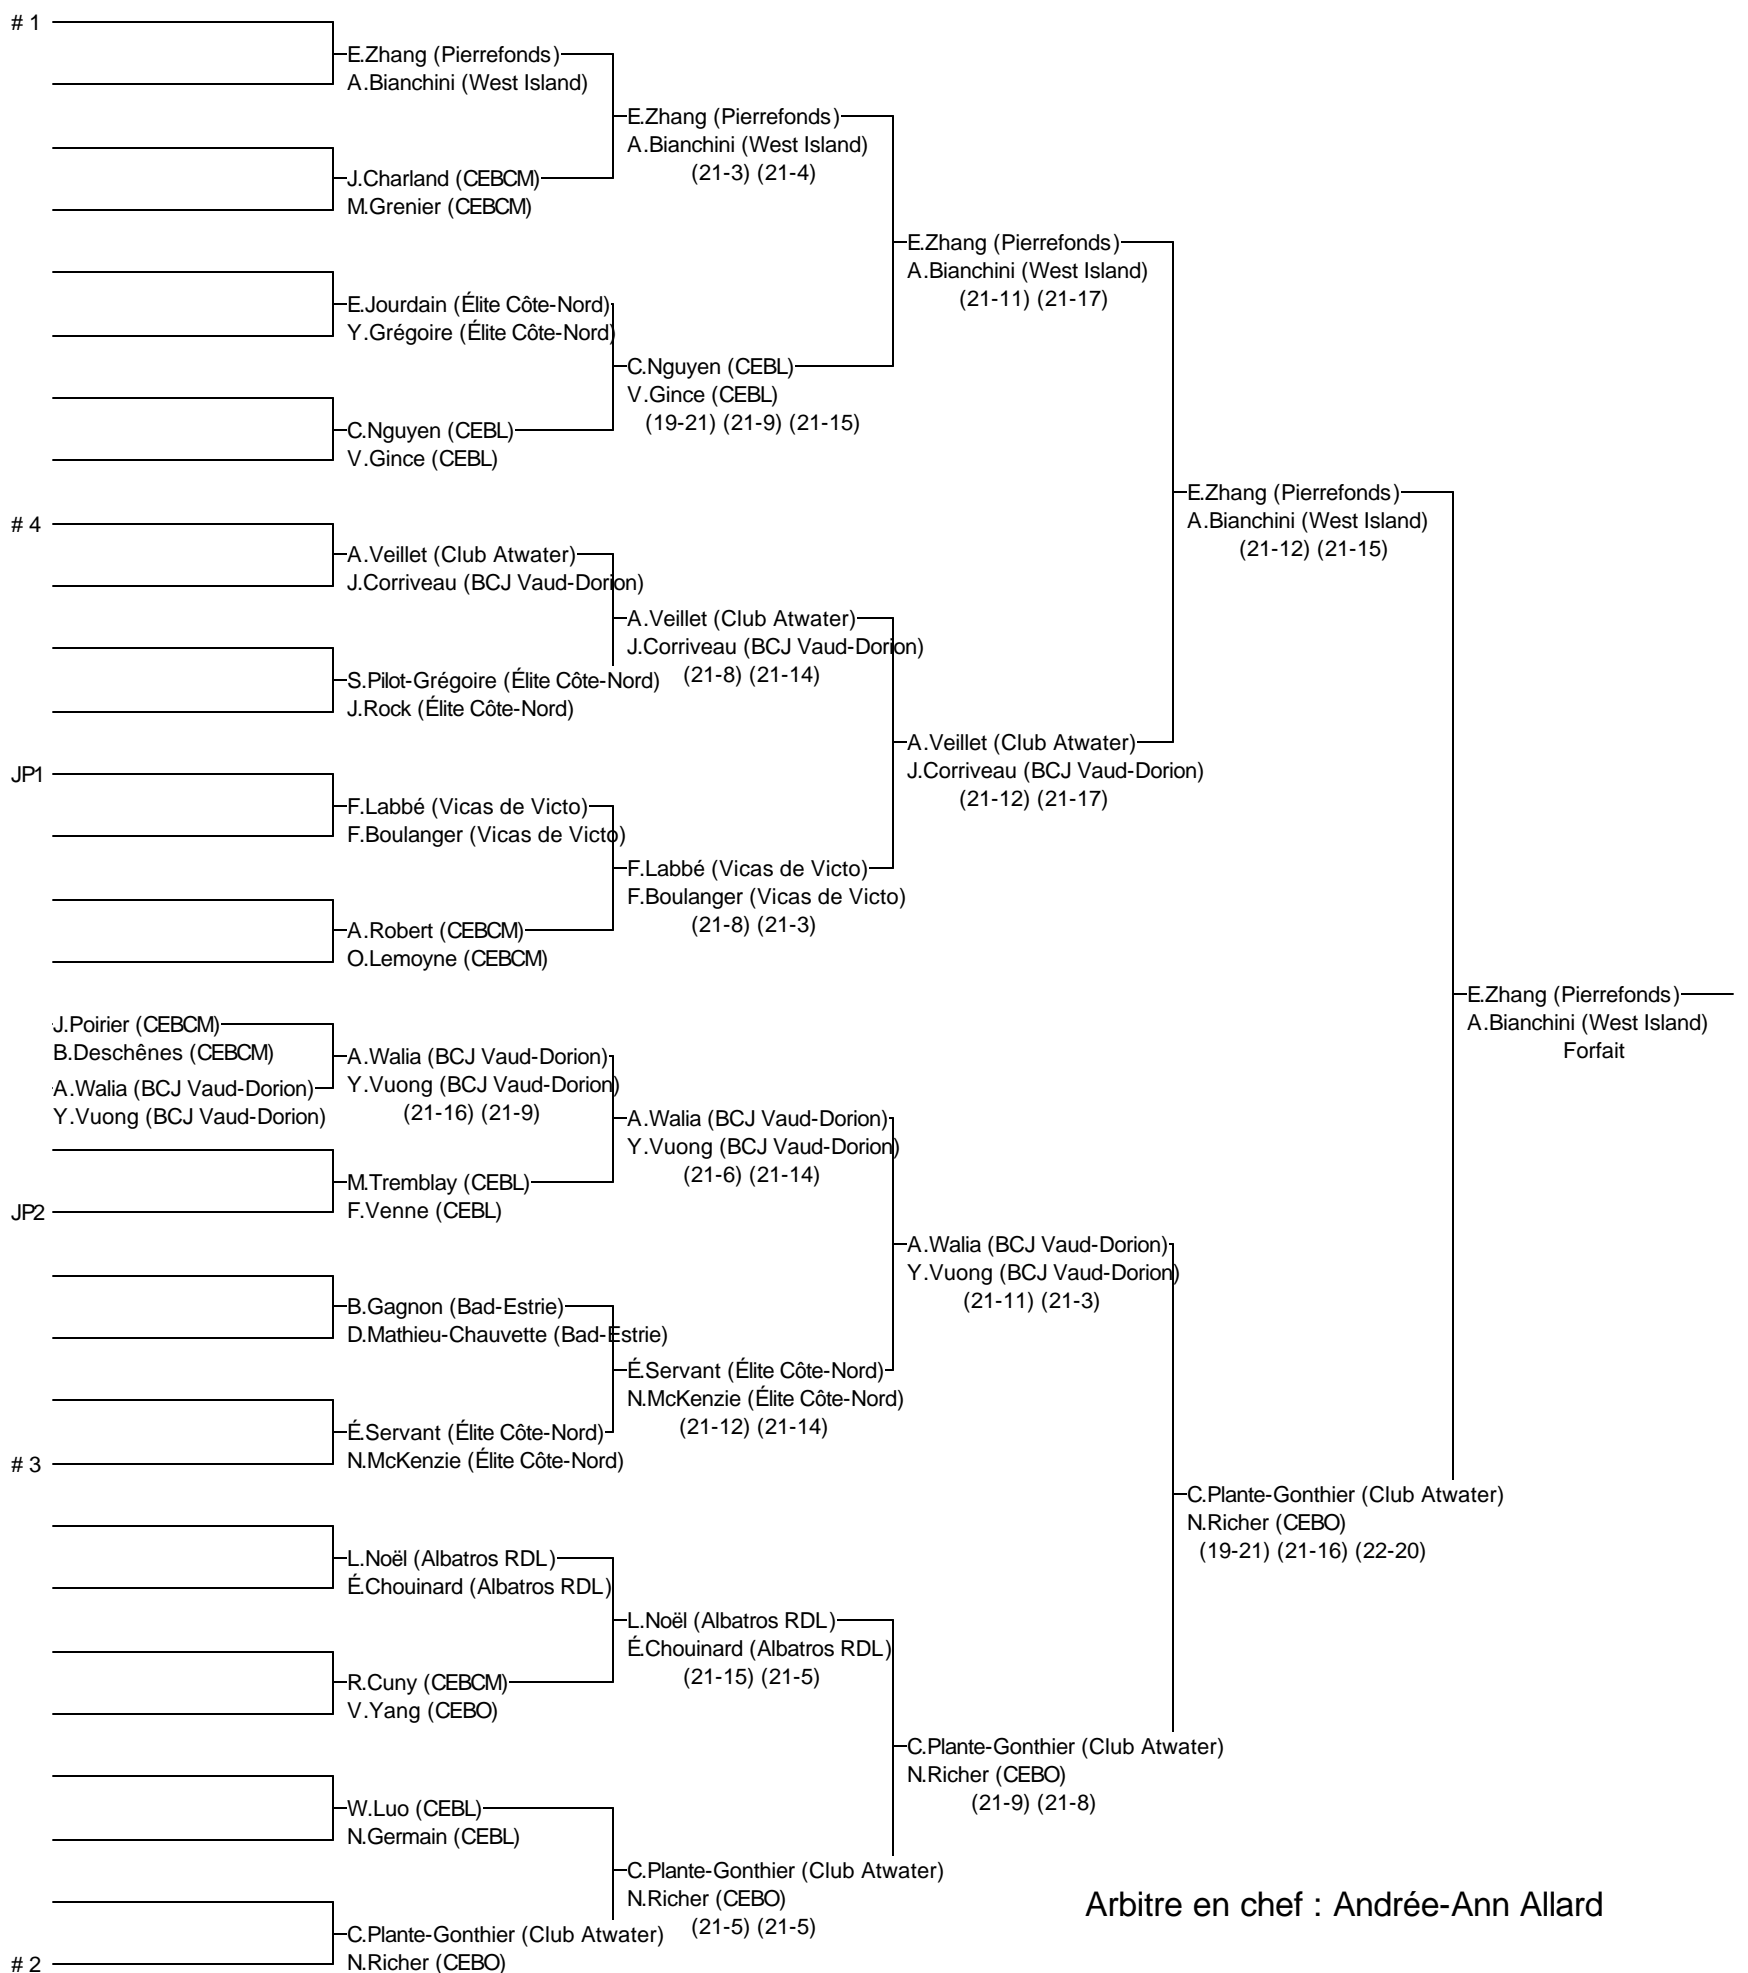 # 1
E.Zhang (Pierrefonds)
A.Bianchini (West Island)
E.Zhang (Pierrefonds)
A.Bianchini (West Island)
(21-3) (21-4)
J.Charland (CEBCM)
M.Grenier (CEBCM)
E.Zhang (Pierrefonds)
A.Bianchini (West Island)
(21-11) (21-17)
E.Jourdain (Élite Côte-Nord)
Y.Grégoire (Élite Côte-Nord)
C.Nguyen (CEBL)
V.Gince (CEBL)
(19-21) (21-9) (21-15)
C.Nguyen (CEBL)
V.Gince (CEBL)
E.Zhang (Pierrefonds)
A.Bianchini (West Island)
(21-12) (21-15)
# 4
A.Veillet (Club Atwater)
J.Corriveau (BCJ Vaud-Dorion)
A.Veillet (Club Atwater)
J.Corriveau (BCJ Vaud-Dorion)
(21-8) (21-14)
S.Pilot-Grégoire (Élite Côte-Nord)
J.Rock (Élite Côte-Nord)
A.Veillet (Club Atwater)
J.Corriveau (BCJ Vaud-Dorion)
(21-12) (21-17)
JP1
F.Labbé (Vicas de Victo)
F.Boulanger (Vicas de Victo)
F.Labbé (Vicas de Victo)
F.Boulanger (Vicas de Victo)
(21-8) (21-3)
A.Robert (CEBCM)
O.Lemoyne (CEBCM)
E.Zhang (Pierrefonds)
A.Bianchini (West Island)
Forfait
J.Poirier (CEBCM)
B.Deschênes (CEBCM)
A.Walia (BCJ Vaud-Dorion)
Y.Vuong (BCJ Vaud-Dorion)
A.Walia (BCJ Vaud-Dorion)
Y.Vuong (BCJ Vaud-Dorion)
(21-16) (21-9)
A.Walia (BCJ Vaud-Dorion)
Y.Vuong (BCJ Vaud-Dorion)
(21-6) (21-14)
M.Tremblay (CEBL)
F.Venne (CEBL)
JP2
A.Walia (BCJ Vaud-Dorion)
Y.Vuong (BCJ Vaud-Dorion)
(21-11) (21-3)
B.Gagnon (Bad-Estrie)
D.Mathieu-Chauvette (Bad-Estrie)
É.Servant (Élite Côte-Nord)
N.McKenzie (Élite Côte-Nord)
(21-12) (21-14)
É.Servant (Élite Côte-Nord)
N.McKenzie (Élite Côte-Nord)
# 3
C.Plante-Gonthier (Club Atwater)
N.Richer (CEBO)
(19-21) (21-16) (22-20)
L.Noël (Albatros RDL)
É.Chouinard (Albatros RDL)
L.Noël (Albatros RDL)
É.Chouinard (Albatros RDL)
(21-15) (21-5)
R.Cuny (CEBCM)
V.Yang (CEBO)
C.Plante-Gonthier (Club Atwater)
N.Richer (CEBO)
(21-9) (21-8)
W.Luo (CEBL)
N.Germain (CEBL)
C.Plante-Gonthier (Club Atwater)
N.Richer (CEBO)
(21-5) (21-5)
C.Plante-Gonthier (Club Atwater)
N.Richer (CEBO)
# 2
Arbitre en chef : Andrée-Ann Allard